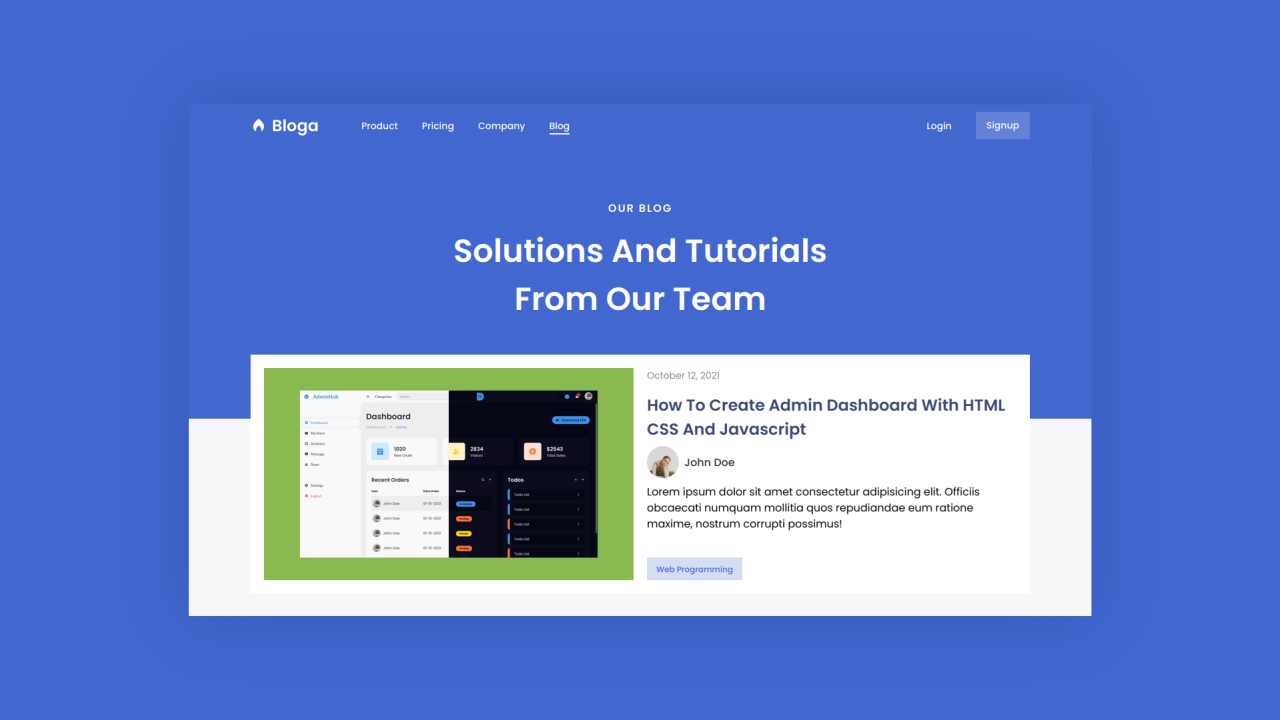 Bloga
Product Pricing Company Blog
Login Signup
OUR BLOG
Solutions And Tutorials
From Our Team
AdminHub
Categories
Dashboard
Dashboard
Home
Download PDF
Dashboard
My Store
Analytics
Message
Team
Settings
Logout
1020
New Order
2834
Visitors
$2543
Total Sales
Recent Orders
User Date Order Status
John Doe 01-10-2021
John Doe 01-10-2021
John Doe 01-10-2021
John Doe 01-10-2021
Todos
Todo List
Todo List
Todo List
Todo List
Todo List
October 12, 2021
How To Create Admin Dashboard With HTML
CSS And Javascript
John Doe
Lorem ipsum dolor sit amet consectetur adipisicing elit. Officiis
obcaecati numquam mollitia quos repudiandae eum ratione
maxime, nostrum corrupti possimus!
Web Programming